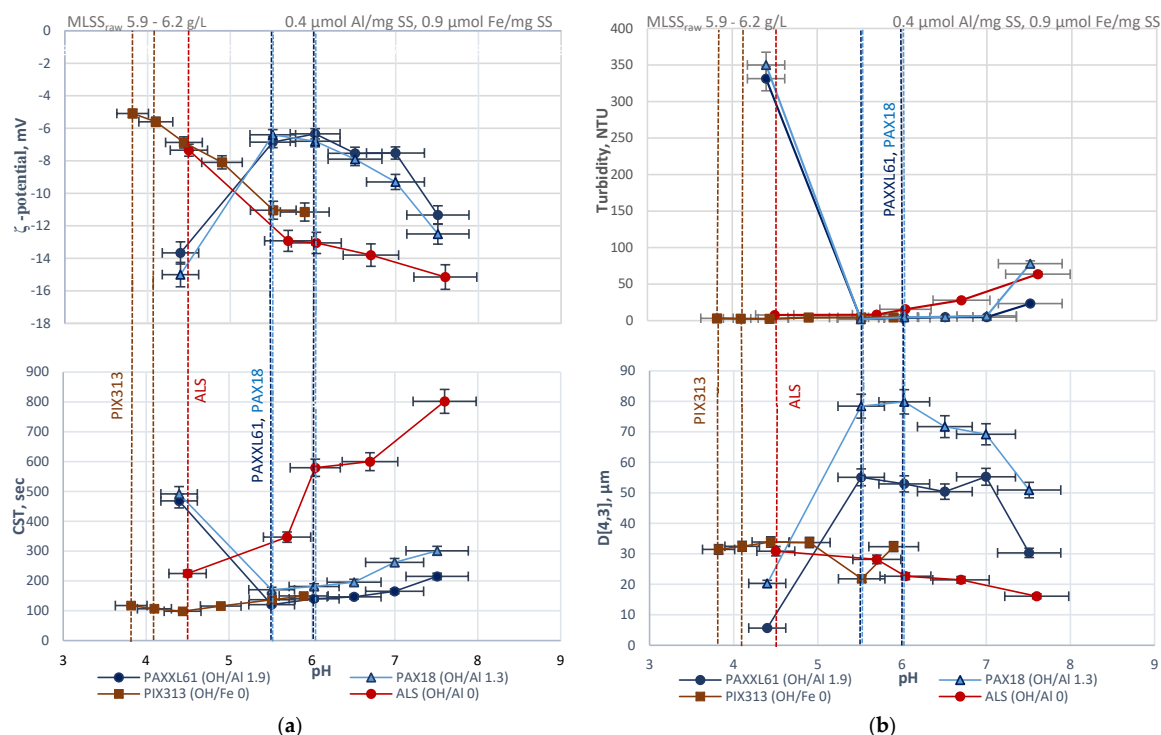 MLSSraw 5.9 - 6.2 g/L 0.4 µmol Al/mg SS, 0.9 µmol Fe/mg SS
0
-2
-4
-6
-8
-10
-12
-14
-16
-18
ζ -potential, mV
PIX313
ALS
PAXXL61, PAX18
900
800
700
600
500
400
300
200
100
0
CST, sec
3 4 5 6 7 8 9
pH
PAXXL61 (OH/Al 1.9) PAX18 (OH/Al 1.3)
PIX313 (OH/Fe 0) ALS (OH/Al 0)
(a)
MLSSraw 5.9 - 6.2 g/L 0.4 µmol Al/mg SS, 0.9 µmol Fe/mg SS
400
350
300
250
200
150
100
50
0
Turbidity, NTU
PAXXL61, PAX18
PIX313
ALS
90
80
70
60
50
40
30
20
10
0
D[4,3], µm
3 4 5 6 7 8 9
pH
PAXXL61 (OH/Al 1.9) PAX18 (OH/Al 1.3)
PIX313 (OH/Fe 0) ALS (OH/Al 0)
(b)